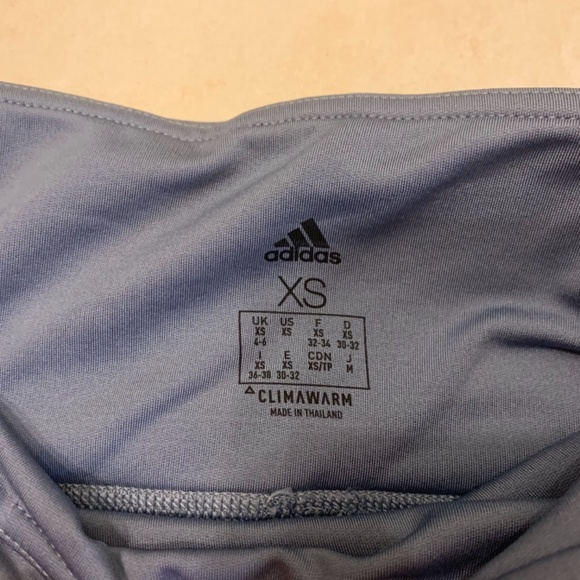 adidas
XS
UK US F D
XS XS XS XS
4-6 32-34 30-32
I E CDN J
XS XS XS/TP M
36-38 30-32
CLIMAWARM
MADE IN THAILAND